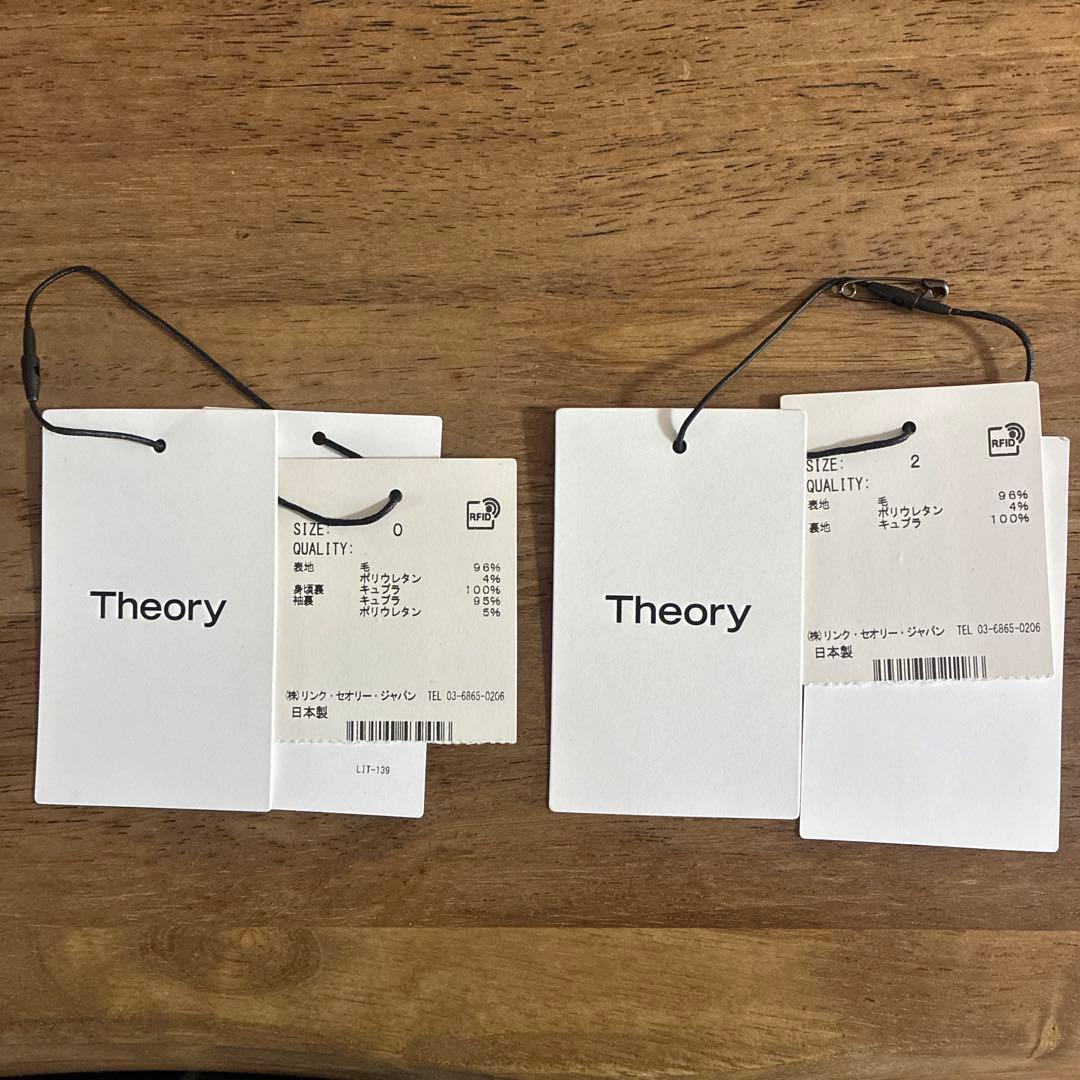 Theory
SIZE: 0
RFID
QUALITY:
表地 毛 96%
ポリウレタン 4%
身頃裏 キュプラ 100%
袖裏 キュプラ 95%
ポリウレタン 5%
(株)リンク・セオリー・ジャパン TEL 03-6865-0206
日本製
LIT-139
Theory
SIZE: 2
RFID
QUALITY:
表地 毛 96%
ポリウレタン 4%
裏地 キュプラ 100%
(株)リンク・セオリー・ジャパン TEL 03-6865-0206
日本製